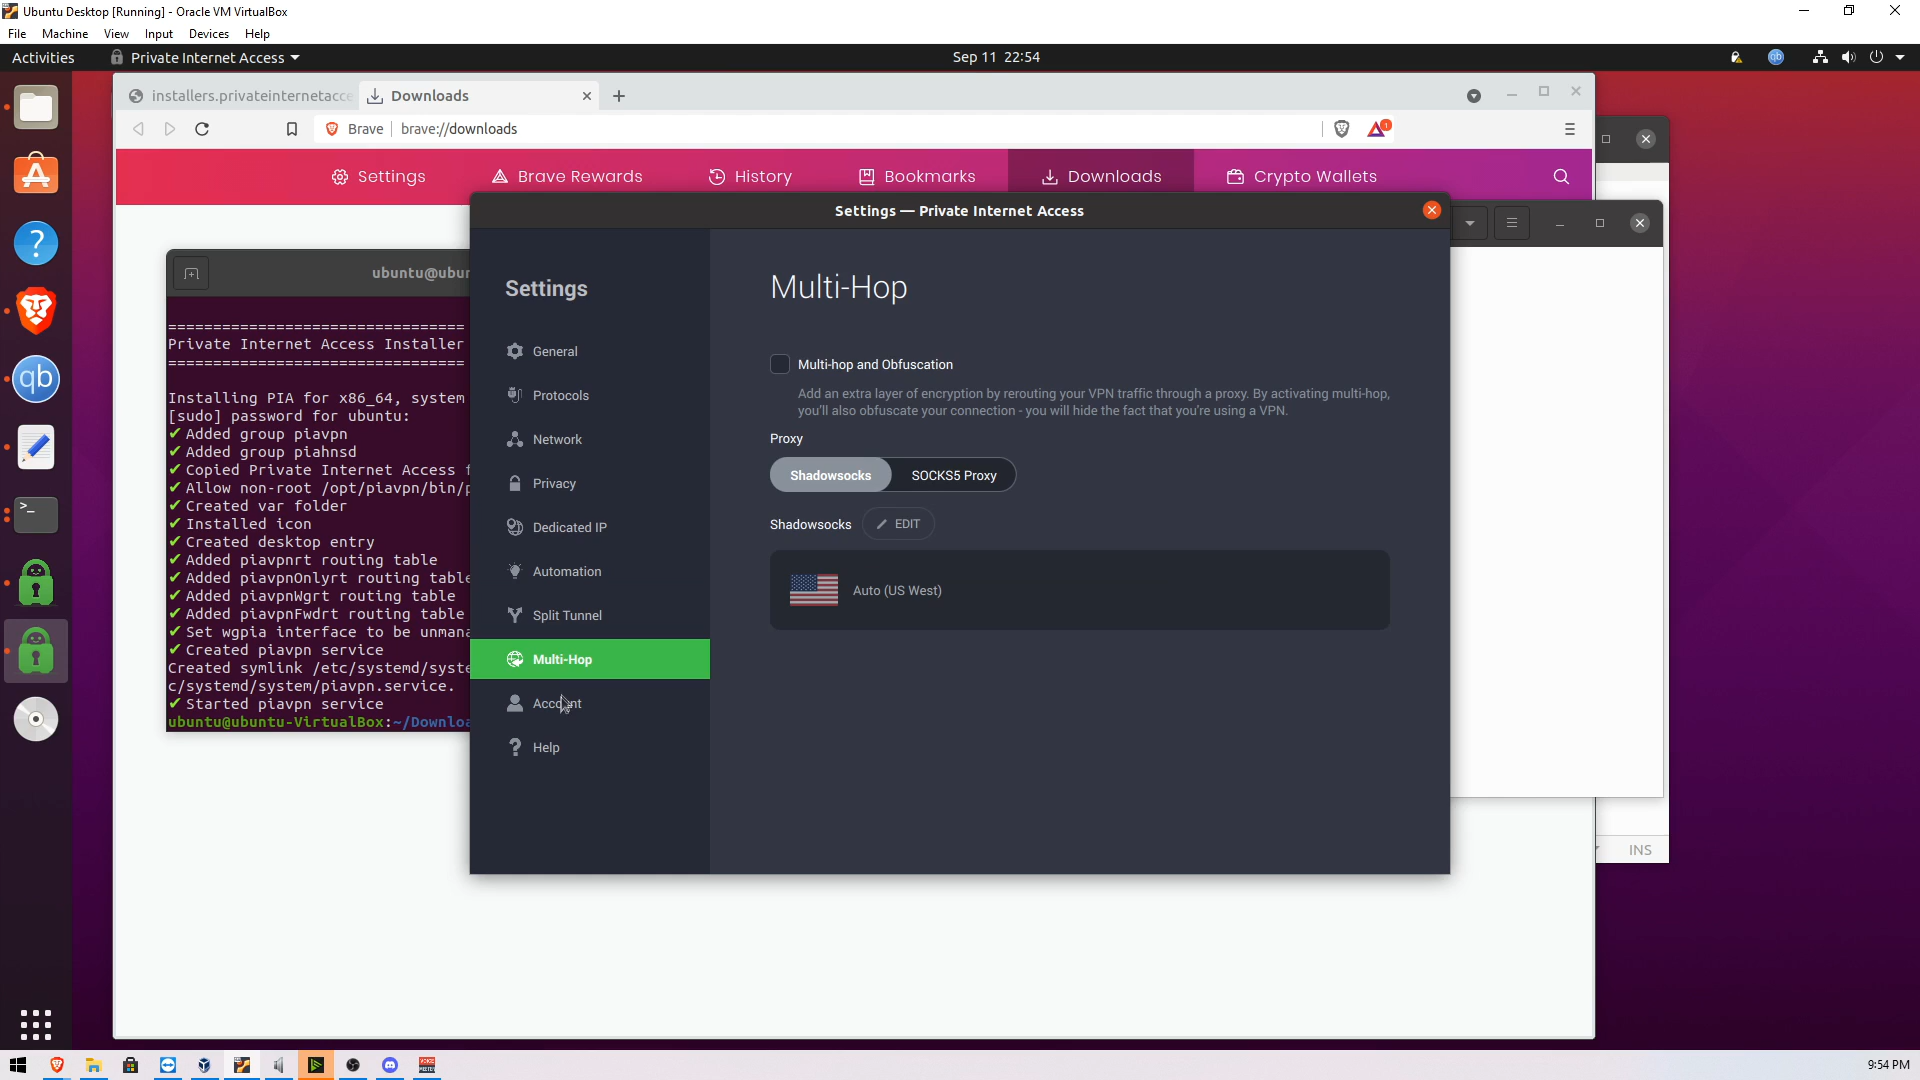 Ubuntu Desktop [Running] - Oracle VM VirtualBox
File Machine View Input Devices Help
Activities Private Internet Access Sep 11 22:54
installers.privateinternetacce Downloads
Brave brave://downloads
Settings Brave Rewards History Bookmarks Downloads Crypto Wallets
Settings — Private Internet Access
ubuntu@ubun
================================
Private Internet Access Installer
================================
Installing PIA for x86_64, system
[sudo] password for ubuntu:
✔ Added group piavpn
✔ Added group piahnsd
✔ Copied Private Internet Access f
✔ Allow non-root /opt/piavpn/bin/p
✔ Created var folder
✔ Installed icon
✔ Created desktop entry
✔ Added piavpnrt routing table
✔ Added piavpnOnlyrt routing table
✔ Added piavpnWgrt routing table
✔ Added piavpnFwdrt routing table
✔ Set wgpia interface to be unmana
✔ Created piavpn service
Created symlink /etc/systemd/syste
c/systemd/system/piavpn.service.
✔ Started piavpn service
ubuntu@ubuntu-VirtualBox:~/Downloa
Settings
General
Protocols
Network
Privacy
Dedicated IP
Automation
Split Tunnel
Multi-Hop
Account
Help
Multi-Hop
Multi-hop and Obfuscation
Add an extra layer of encryption by rerouting your VPN traffic through a proxy. By activating multi-hop,
you'll also obfuscate your connection - you will hide the fact that you're using a VPN.
Proxy
Shadowsocks SOCKS5 Proxy
Shadowsocks EDIT
Auto (US West)
INS
qb
9:54 PM